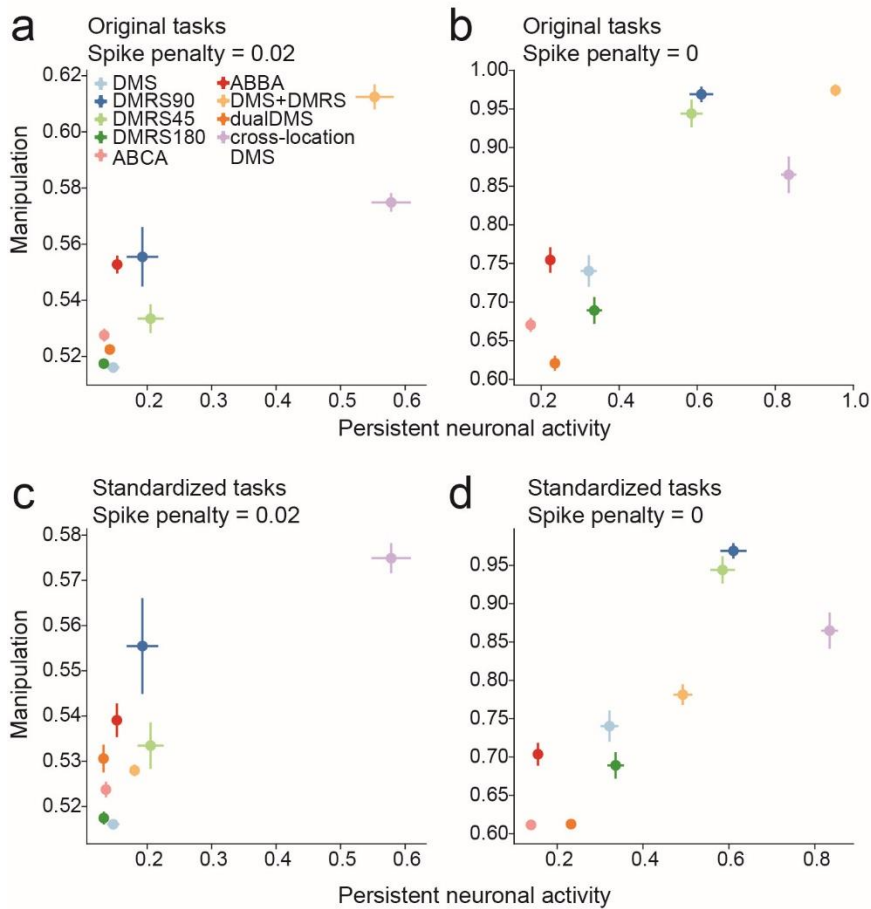 a
Original tasks
Spike penalty = 0.02
Manipulation
0.62
0.60
0.58
0.56
0.54
0.52
DMS
DMRS90
DMRS45
DMRS180
ABCA
ABBA
DMS+DMRS
dualDMS
cross-location
DMS
0.2
0.3
0.4
0.5
0.6
b
Original tasks
Spike penalty = 0
1.00
0.95
0.90
0.85
0.80
0.75
0.70
0.65
0.60
0.2
0.4
0.6
0.8
1.0
Persistent neuronal activity
c
Standardized tasks
Spike penalty = 0.02
Manipulation
0.58
0.57
0.56
0.55
0.54
0.53
0.52
0.2
0.3
0.4
0.5
0.6
Persistent neuronal activity
d
Standardized tasks
Spike penalty = 0
0.95
0.90
0.85
0.80
0.75
0.70
0.65
0.60
0.2
0.4
0.6
0.8
Persistent neuronal activity